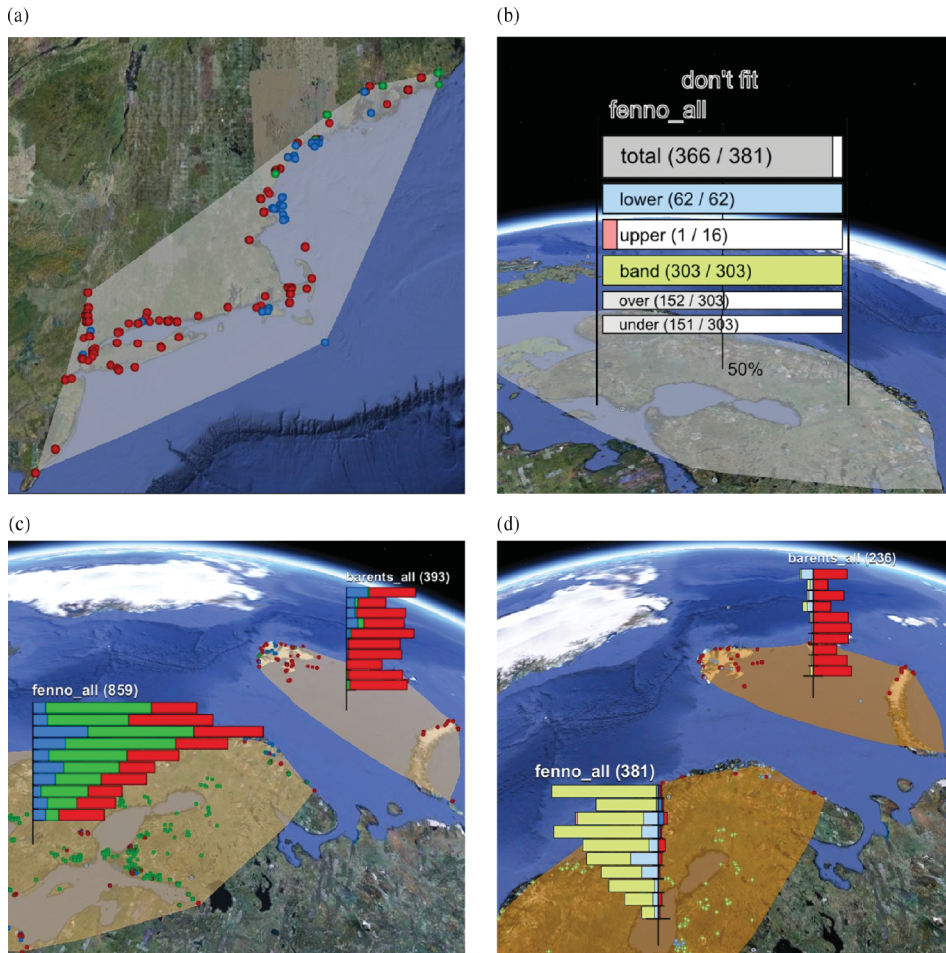 (a)
(b)
don't fit
fenno_all
total (366 / 381)
lower (62 / 62)
upper (1 / 16)
band (303 / 303)
over (152 / 303)
under (151 / 303)
50%
(c)
(d)
barents_all (393)
fenno_all (859)
barents_all (236)
fenno_all (381)